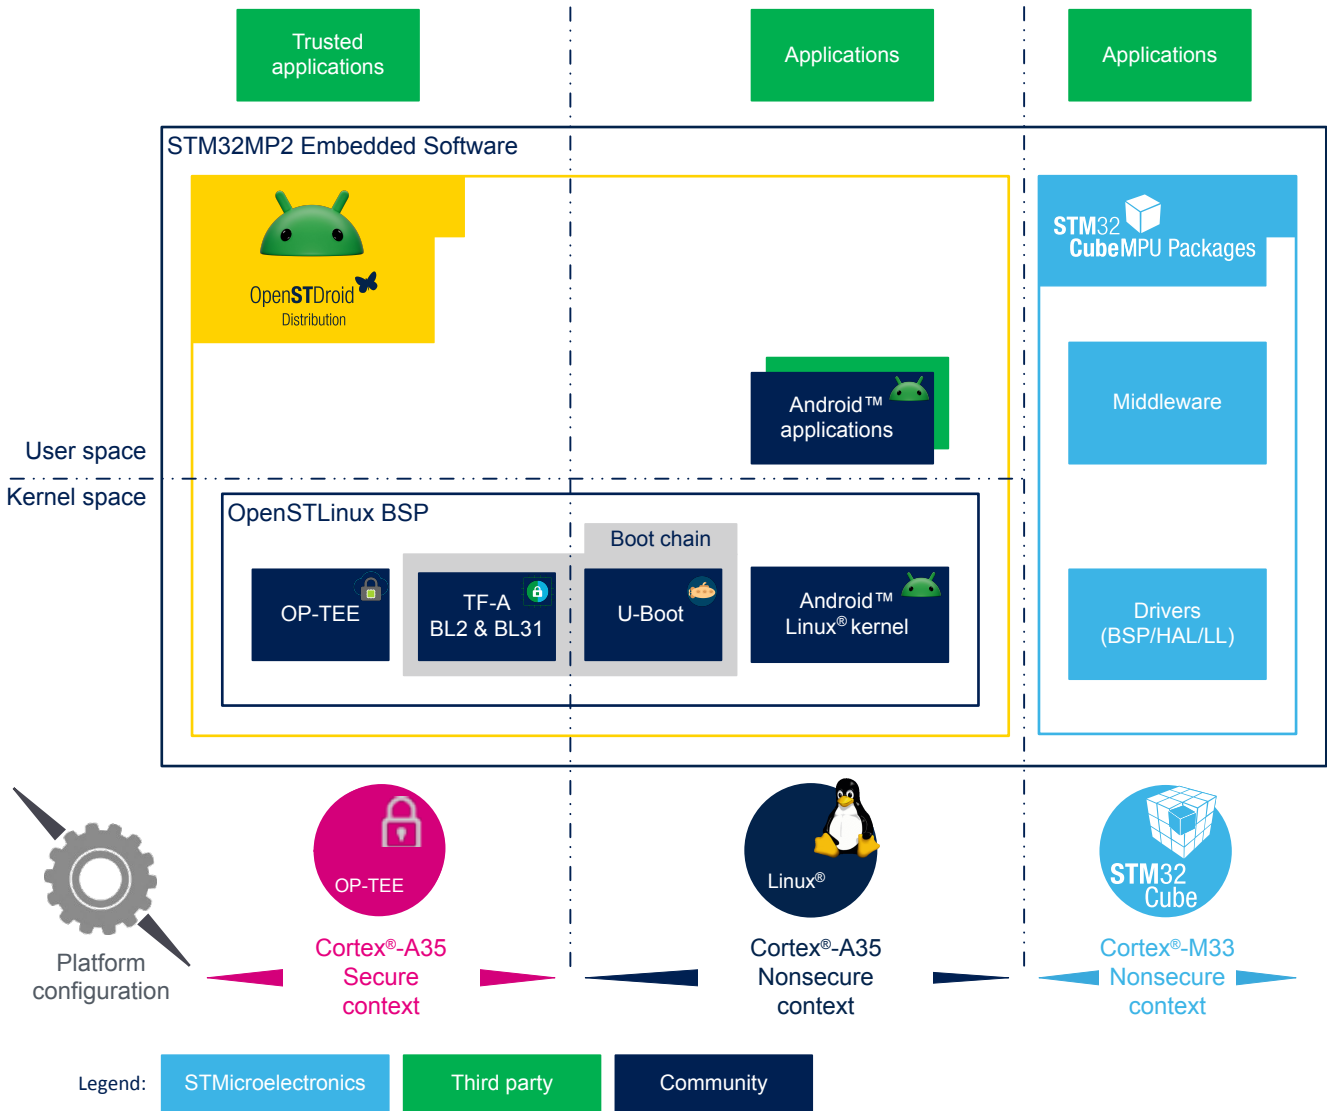 Trusted
applications
Applications
Applications
STM32MP2 Embedded Software
OpenSTDroid
Distribution
STM32
CubeMPU Packages
Android™
applications
Middleware
User space
Kernel space
OpenSTLinux BSP
Boot chain
OP-TEE
TF-A
BL2 & BL31
U-Boot
Android™
Linux® kernel
Drivers
(BSP/HAL/LL)
OP-TEE
Linux®
STM32
Cube
Platform
configuration
Cortex®-A35
Secure
context
Cortex®-A35
Nonsecure
context
Cortex®-M33
Nonsecure
context
Legend:
STMicroelectronics
Third party
Community